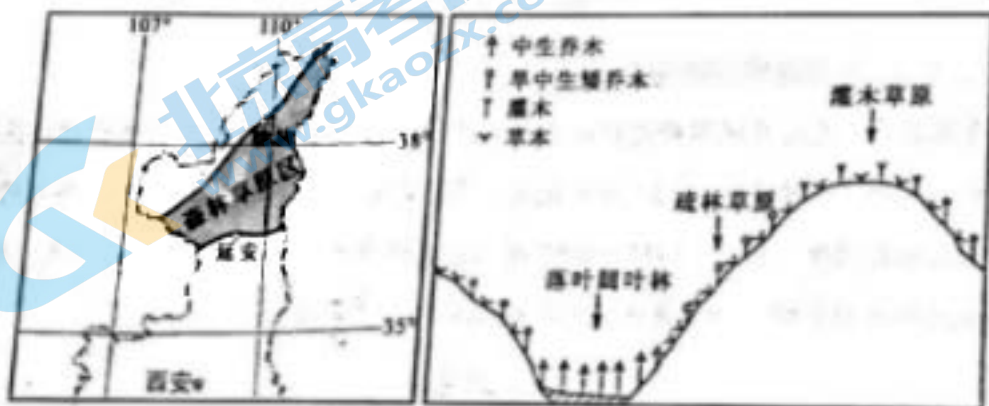 107°
110°
38°
森林草原区
延安
35°
西安
中生乔木
旱中生矮乔木
灌木
草本
灌木草原
疏林草原
落叶阔叶林
北京高考
www.gkaozx.c